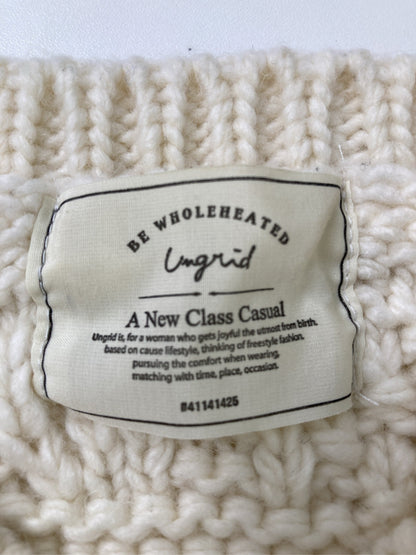 BE WHOLEHEATED
Ungrid
A New Class Casual
Ungrid is, for a woman who gets joyful the utmost from birth.
based on cause lifestyle, thinking of freestyle fashion.
pursuing the comfort when wearing,
matching with time, place, occasion.
#41141425